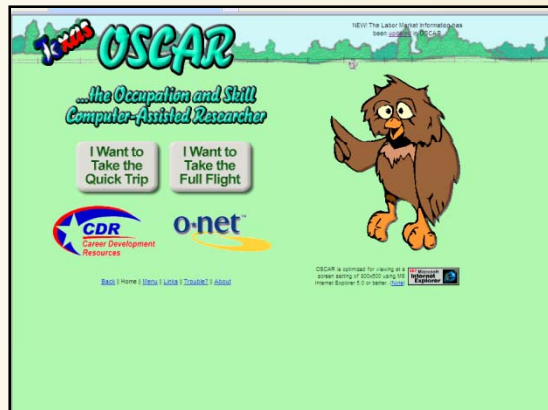 Texas OSCAR
NEW! The Labor Market Information has
been updated in OSCAR.
...the Occupation and Skill
Computer-Assisted Researcher
I Want to
Take the
Quick Trip
I Want to
Take the
Full Flight
CDR
Career Development
Resources
o·net™
Back || Home || Menu || Links || Trouble? || About
OSCAR is optimized for viewing at a
screen setting of 800x600 using MS
Internet Explorer 5.0 or better. (Note)
Microsoft
Internet
Explorer